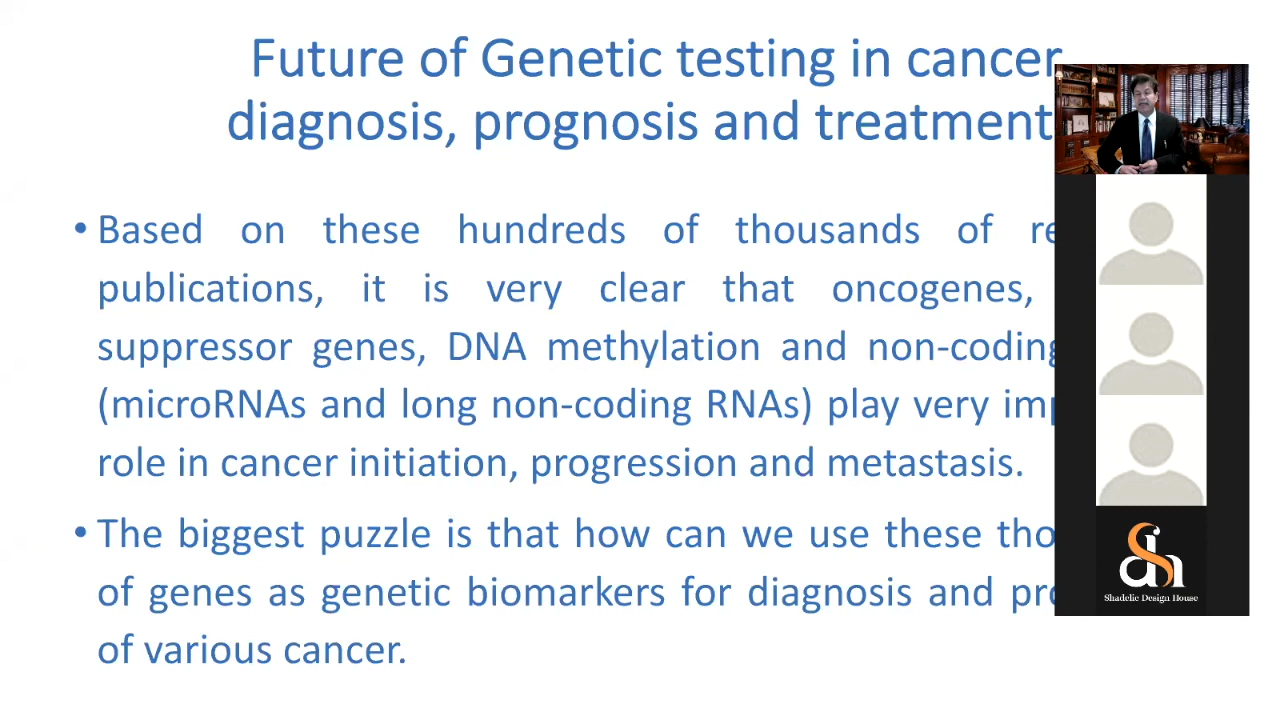 Future of Genetic testing in cancer
diagnosis, prognosis and treatment
• Based on these hundreds of thousands of
publications, it is very clear that oncogenes,
suppressor genes, DNA methylation and non-coding
(microRNAs and long non-coding RNAs) play very
role in cancer initiation, progression and metastasis.
• The biggest puzzle is that how can we use these
of genes as genetic biomarkers for diagnosis and
of various cancer.
sdh
Shadelic Design House